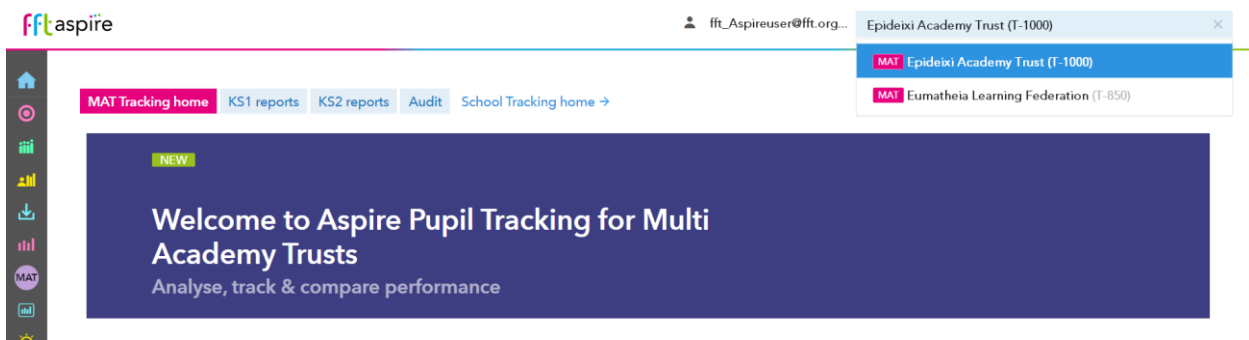 fft aspire
fft_Aspireuser@fft.org...
Epideixi Academy Trust (T-1000)
MAT Epideixi Academy Trust (T-1000)
MAT Eumatheia Learning Federation (T-850)
MAT Tracking home KS1 reports KS2 reports Audit School Tracking home →
NEW
Welcome to Aspire Pupil Tracking for Multi
Academy Trusts
Analyse, track & compare performance
MAT